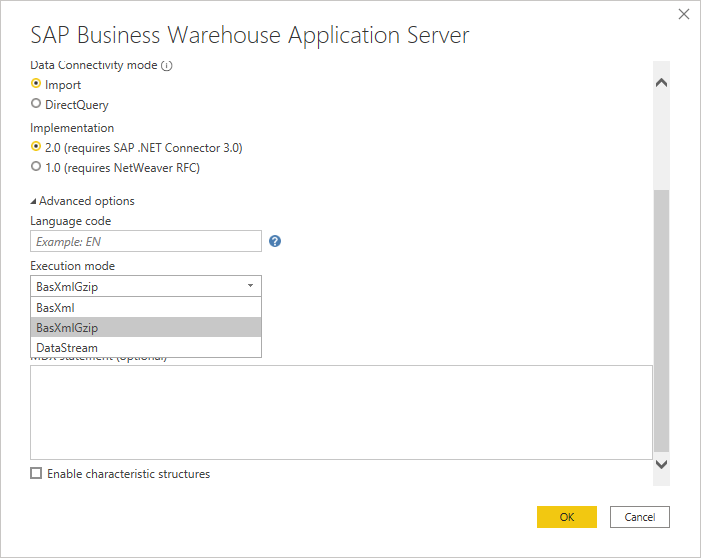 SAP Business Warehouse Application Server
Data Connectivity mode
Import
DirectQuery
Implementation
2.0 (requires SAP .NET Connector 3.0)
1.0 (requires NetWeaver RFC)
Advanced options
Language code
Example: EN
?
Execution mode
BasXmlGzip
BasXml
BasXmlGzip
DataStream
MDX statement (optional)
Enable characteristic structures
OK
Cancel